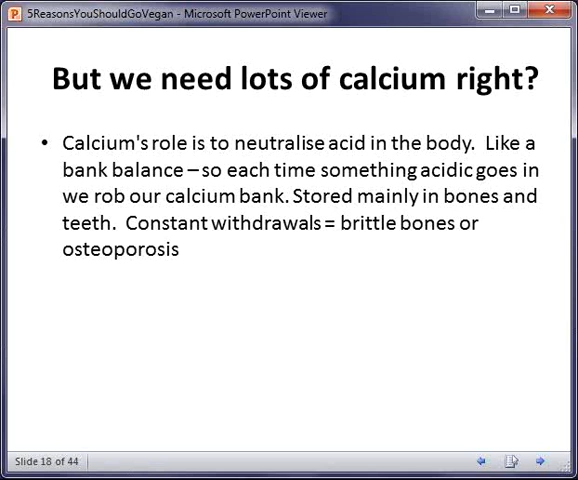 5ReasonsYouShouldGoVegan - Microsoft PowerPoint Viewer
But we need lots of calcium right?
• Calcium's role is to neutralise acid in the body. Like a
bank balance – so each time something acidic goes in
we rob our calcium bank. Stored mainly in bones and
teeth. Constant withdrawals = brittle bones or
osteoporosis
Slide 18 of 44